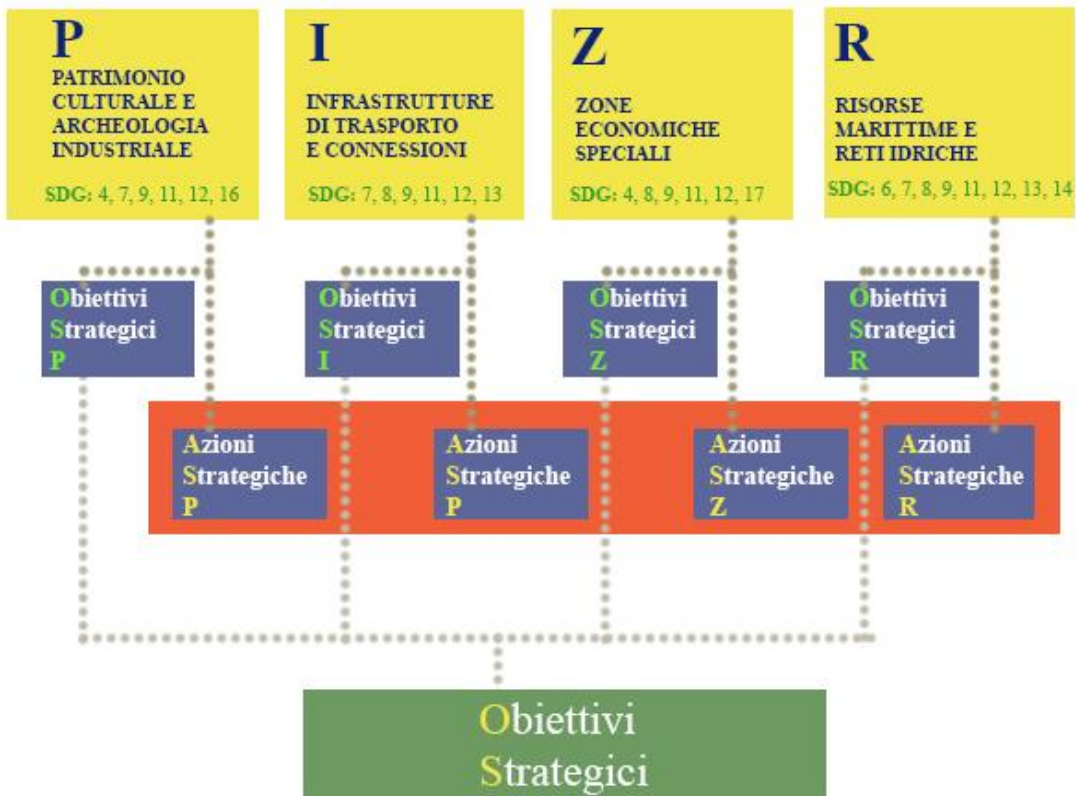 P
PATRIMONIO
CULTURALE E
ARCHEOLOGIA
INDUSTRIALE
SDG: 4, 7, 9, 11, 12, 16
I
INFRASTRUTTURE
DI TRASPORTO
E CONNESSIONI
SDG: 7, 8, 9, 11, 12, 13
Z
ZONE
ECONOMICHE
SPECIALI
SDG: 4, 8, 9, 11, 12, 17
R
RISORSE
MARITTIME E
RETI IDRICHE
SDG: 6, 7, 8, 9, 11, 12, 13, 14
Obiettivi
Strategici
P
Obiettivi
Strategici
I
Obiettivi
Strategici
Z
Obiettivi
Strategici
R
Azioni
Strategiche
P
Azioni
Strategiche
P
Azioni
Strategiche
Z
Azioni
Strategiche
R
Obiettivi
Strategici